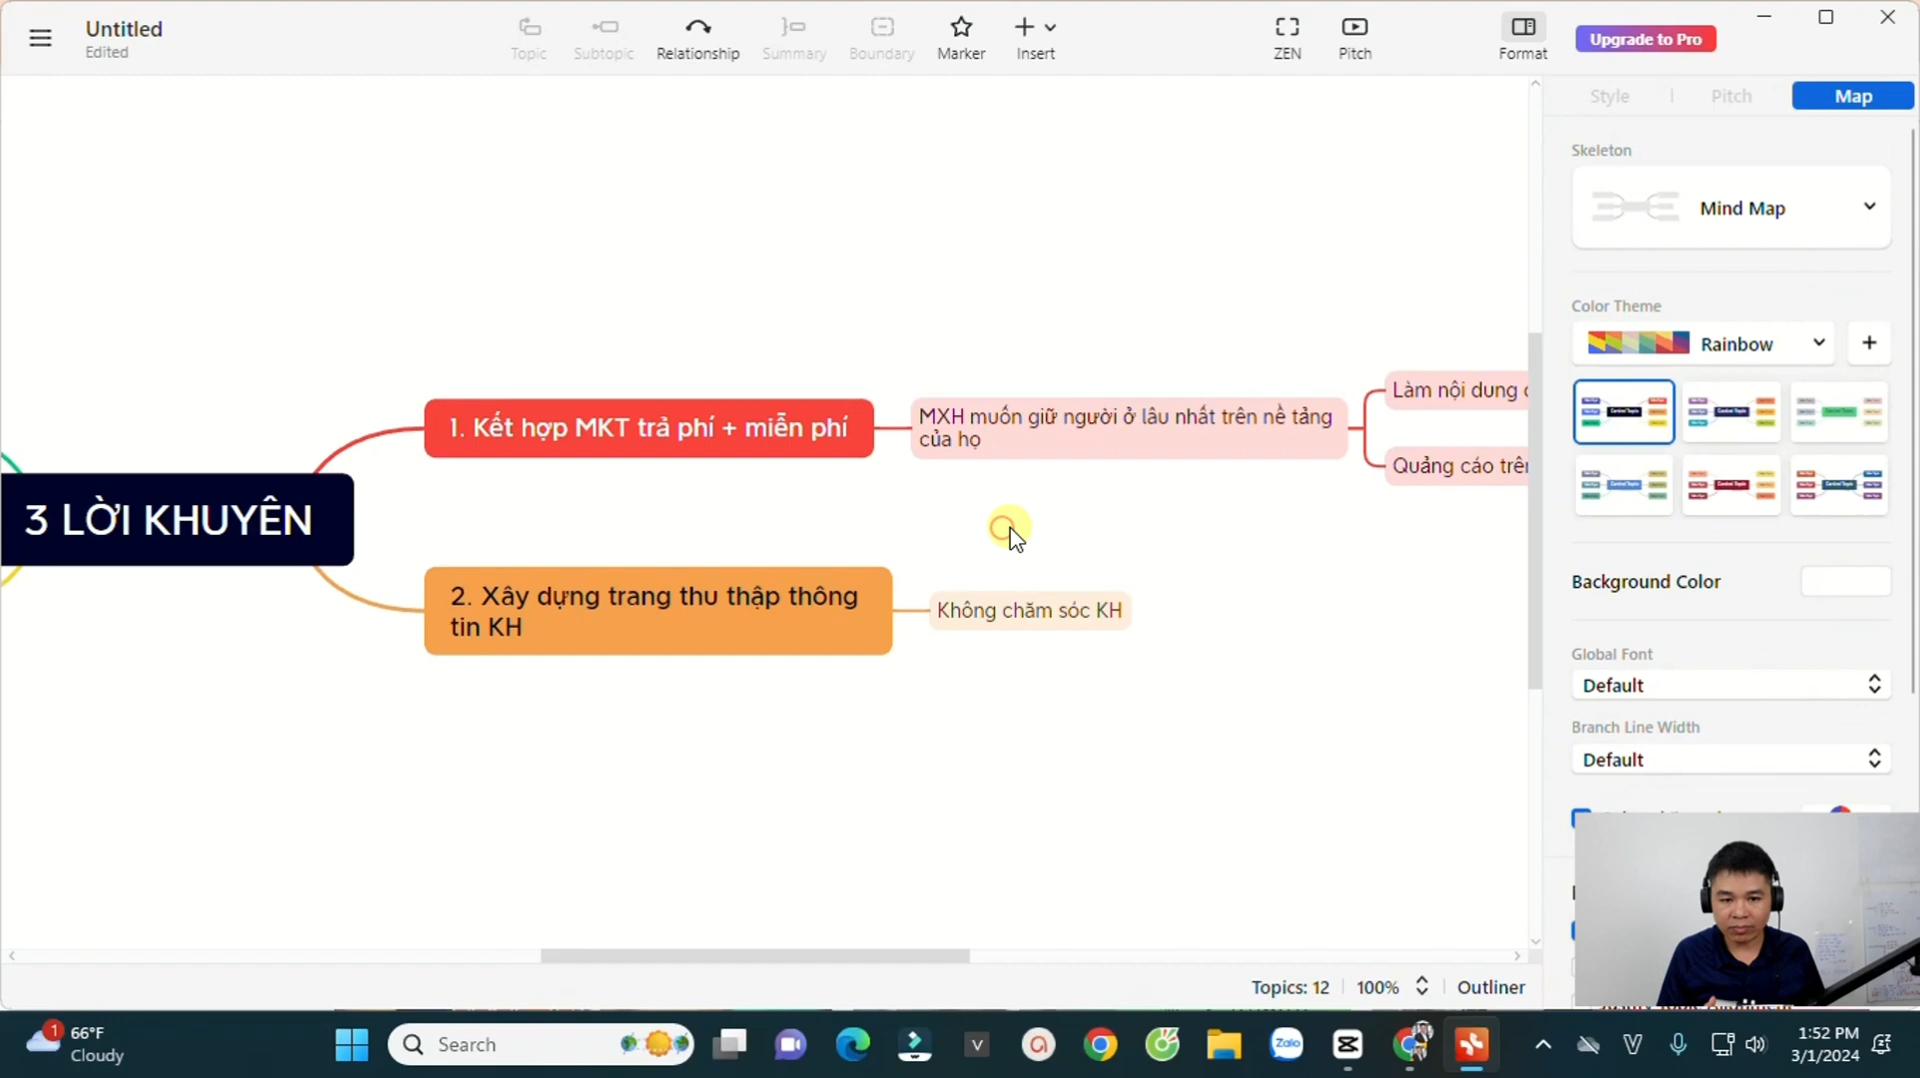 Untitled
Edited
Topic
Subtopic
Relationship
Summary
Boundary
Marker
Insert
ZEN
Pitch
Format
Upgrade to Pro
Style
Pitch
Map
Skeleton
Mind Map
Color Theme
Rainbow
Background Color
Global Font
Default
Branch Line Width
Default
3 LỜI KHUYÊN
1. Kết hợp MKT trả phí + miễn phí
MXH muốn giữ người ở lâu nhất trên nề tảng
của họ
Làm nội dung
Quảng cáo trên
2. Xây dựng trang thu thập thông
tin KH
Không chăm sóc KH
Topics: 12
100%
Outliner
1
66°F
Cloudy
Search
Zalo
1:52 PM
3/1/2024